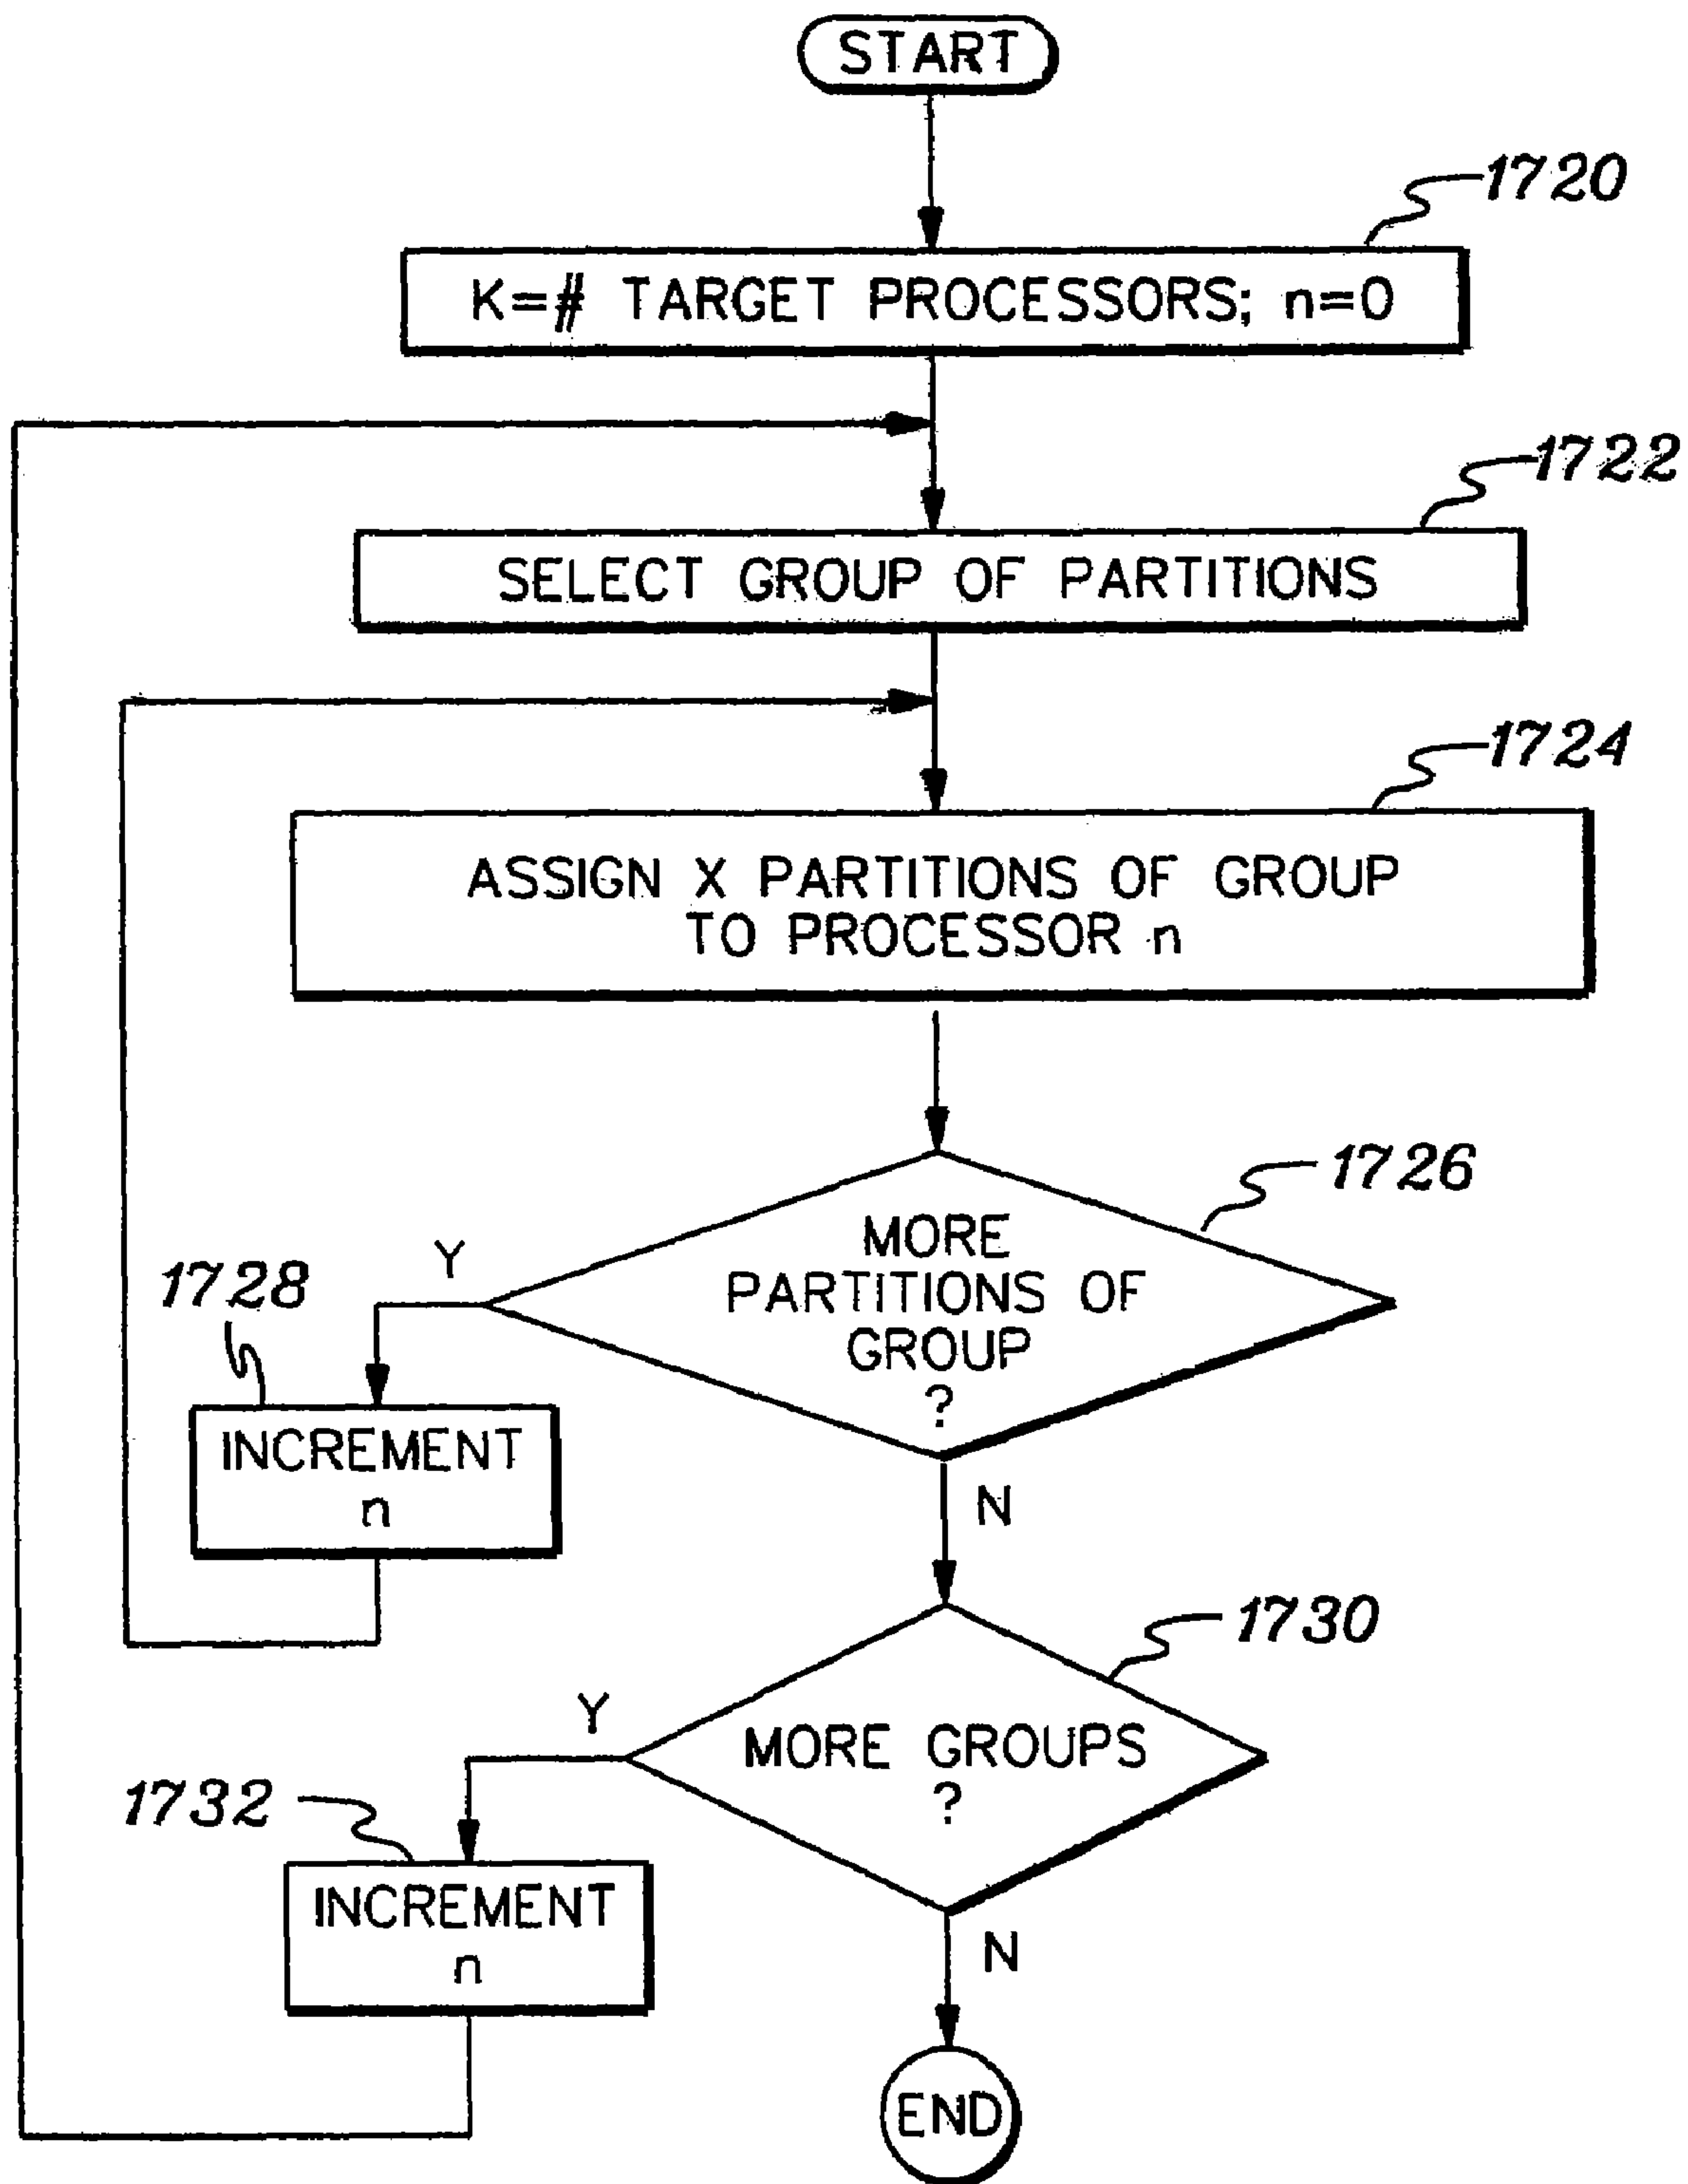 START
1720
K=# TARGET PROCESSORS; n=0
1722
SELECT GROUP OF PARTITIONS
1724
ASSIGN X PARTITIONS OF GROUP
TO PROCESSOR n
1726
MORE
PARTITIONS OF
GROUP
?
Y
1728
INCREMENT
n
N
1730
MORE GROUPS
?
Y
1732
INCREMENT
n
N
END